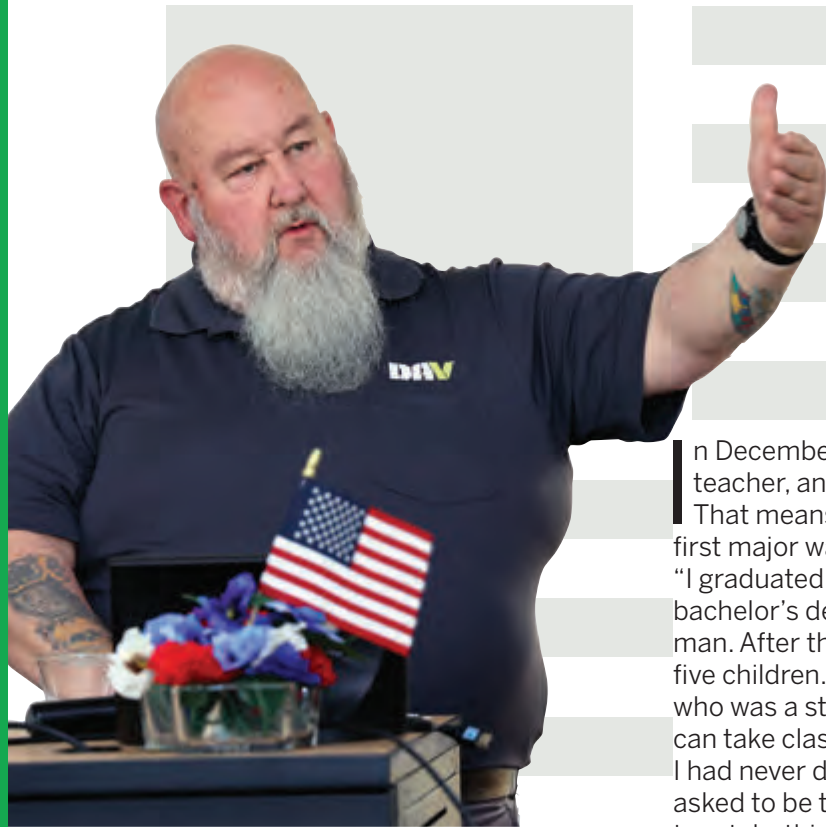 DAV
In Decembe
teacher, an
That means
first major wa
“I graduated
bachelor’s de
man. After th
five children.
who was a st
can take clas
I had never d
asked to be t